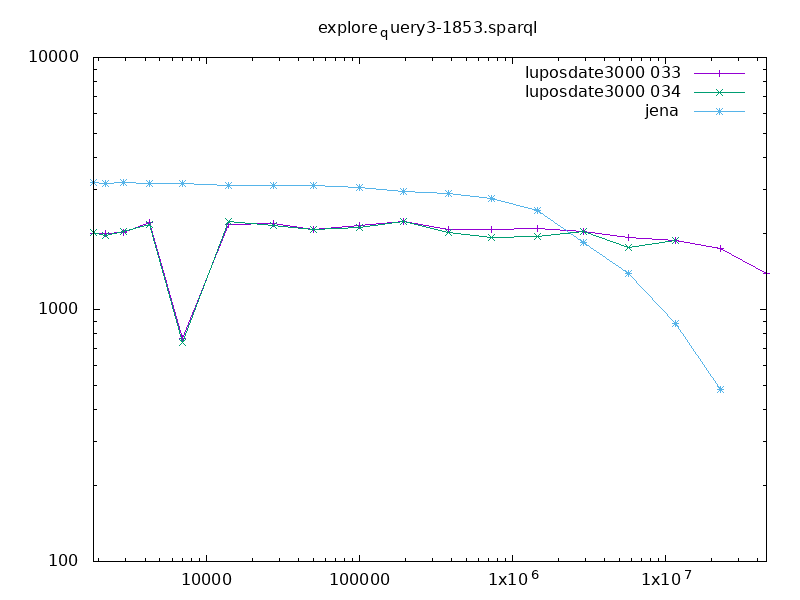 explore_query3-1853.sparql
10000
luposdate3000 033
luposdate3000 034
jena
1000
100
10000 100000 1x10^6 1x10^7